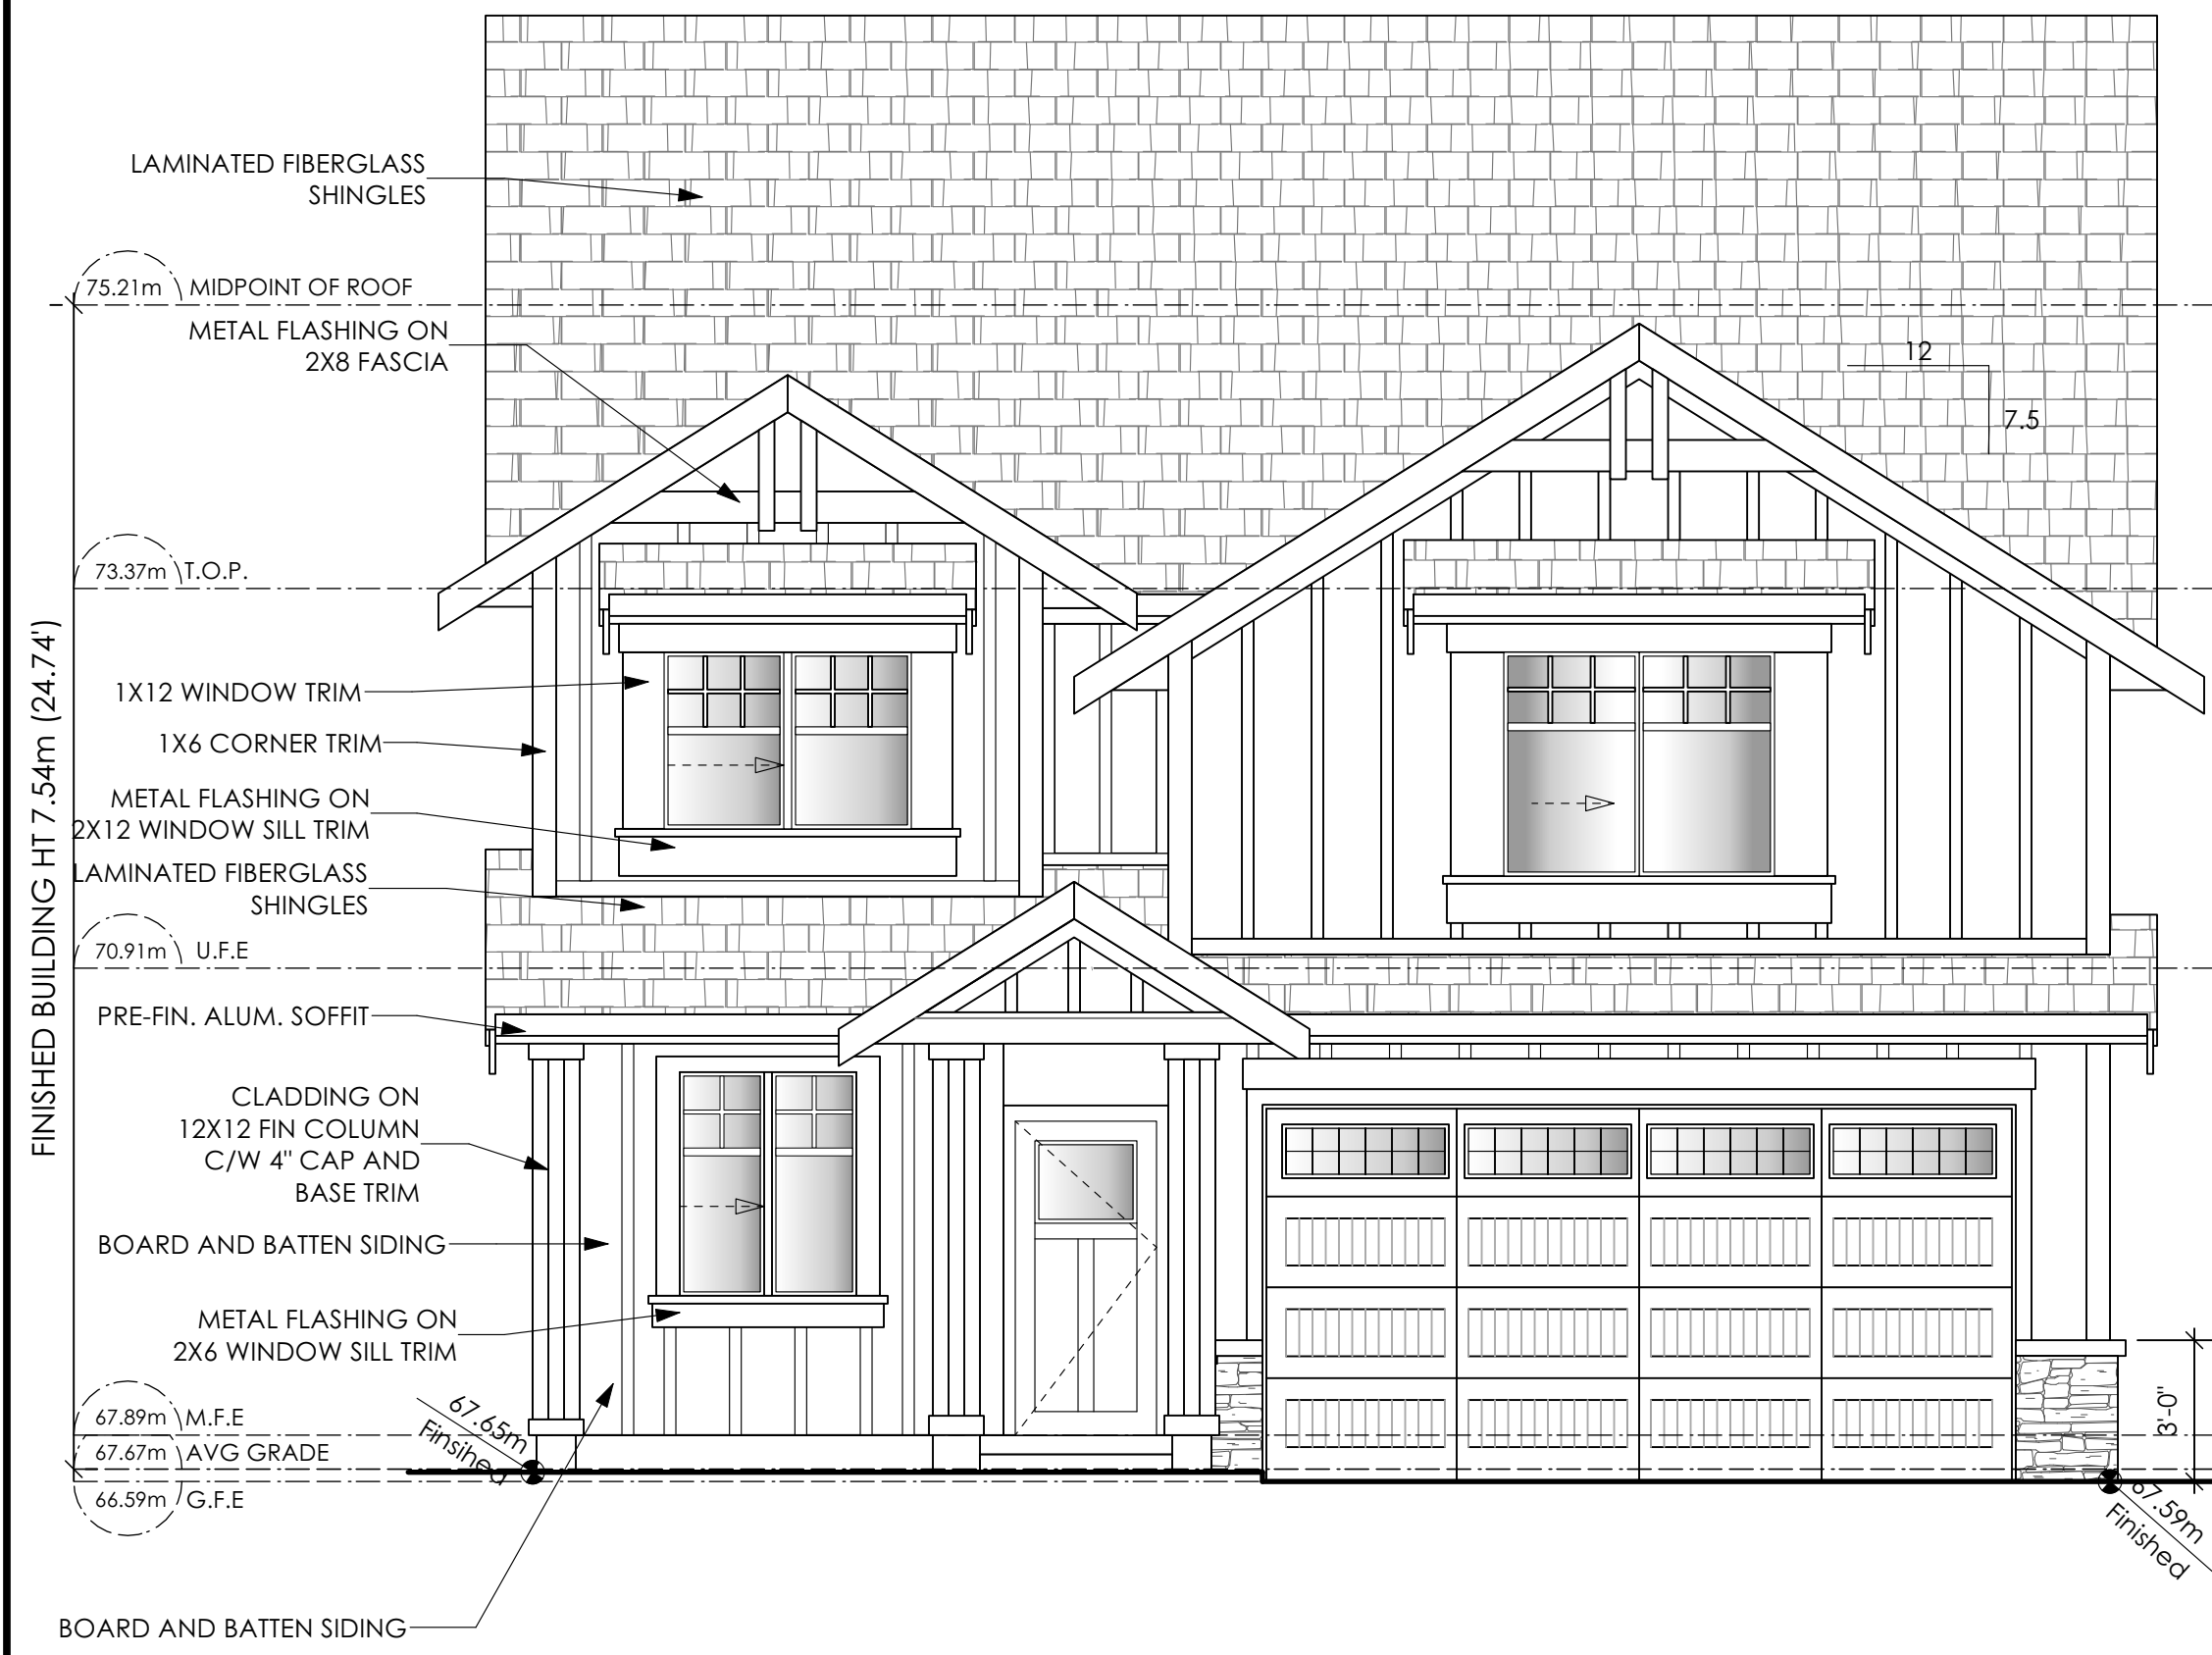 LAMINATED FIBERGLASS
SHINGLES
75.21m MIDPOINT OF ROOF
METAL FLASHING ON
2X8 FASCIA
12
7.5
73.37m T.O.P.
FINISHED BUILDING HT 7.54m (24.74')
1X12 WINDOW TRIM
1X6 CORNER TRIM
METAL FLASHING ON
2X12 WINDOW SILL TRIM
LAMINATED FIBERGLASS
SHINGLES
70.91m U.F.E
PRE-FIN. ALUM. SOFFIT
CLADDING ON
12X12 FIN COLUMN
C/W 4" CAP AND
BASE TRIM
BOARD AND BATTEN SIDING
METAL FLASHING ON
2X6 WINDOW SILL TRIM
67.89m M.F.E
67.67m AVG GRADE
66.59m G.F.E
67.65m
Finsihed
3'-0"
67.59m
Finished
BOARD AND BATTEN SIDING